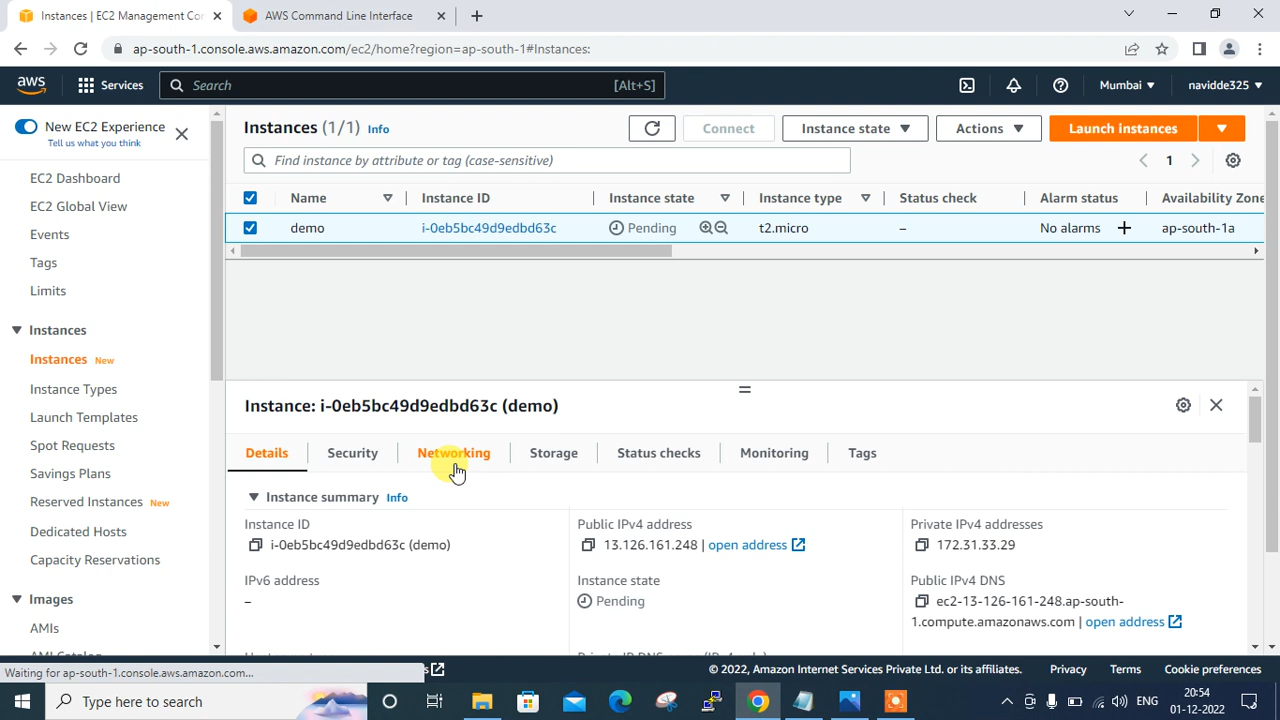 Instances | EC2 Management Con
AWS Command Line Interface
ap-south-1.console.aws.amazon.com/ec2/home?region=ap-south-1#Instances:
aws
Services
Search
[Alt+S]
Mumbai
navidde325
New EC2 Experience
Tell us what you think
EC2 Dashboard
EC2 Global View
Events
Tags
Limits
Instances
Instances New
Instance Types
Launch Templates
Spot Requests
Savings Plans
Reserved Instances New
Dedicated Hosts
Capacity Reservations
Images
AMIs
Instances (1/1) Info
Connect
Instance state
Actions
Launch instances
Find instance by attribute or tag (case-sensitive)
1
Name
Instance ID
Instance state
Instance type
Status check
Alarm status
Availability Zone
demo
i-0eb5bc49d9edbd63c
Pending
t2.micro
–
No alarms
ap-south-1a
Instance: i-0eb5bc49d9edbd63c (demo)
Details
Security
Networking
Storage
Status checks
Monitoring
Tags
Instance summary Info
Instance ID
i-0eb5bc49d9edbd63c (demo)
Public IPv4 address
13.126.161.248 | open address
Private IPv4 addresses
172.31.33.29
IPv6 address
–
Instance state
Pending
Public IPv4 DNS
ec2-13-126-161-248.ap-south-
1.compute.amazonaws.com | open address
Waiting for ap-south-1.console.aws.amazon.com...
© 2022, Amazon Internet Services Private Ltd. or its affiliates.
Privacy
Terms
Cookie preferences
Type here to search
ENG
20:54
01-12-2022